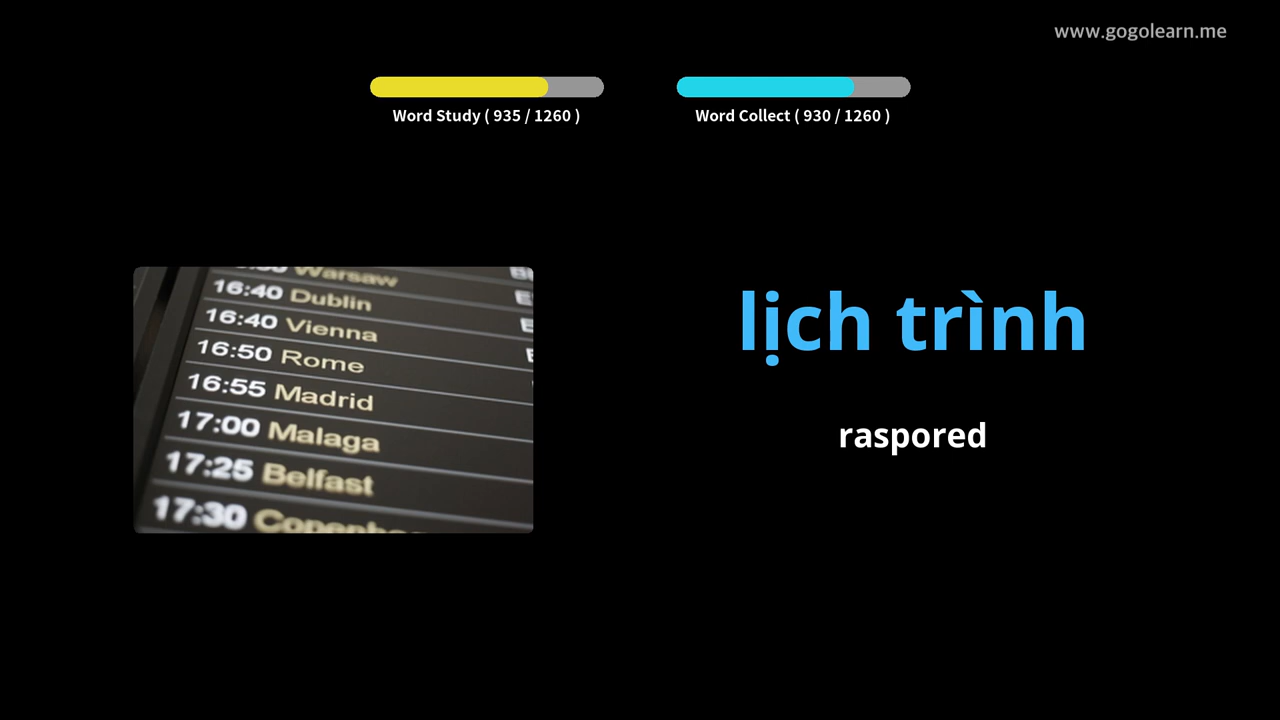 www.gogolearn.me
Word Study ( 935 / 1260 )
Word Collect ( 930 / 1260 )
Warsaw
16:40 Dublin
16:40 Vienna
16:50 Rome
16:55 Madrid
17:00 Malaga
17:25 Belfast
17:30
lịch trình
raspored